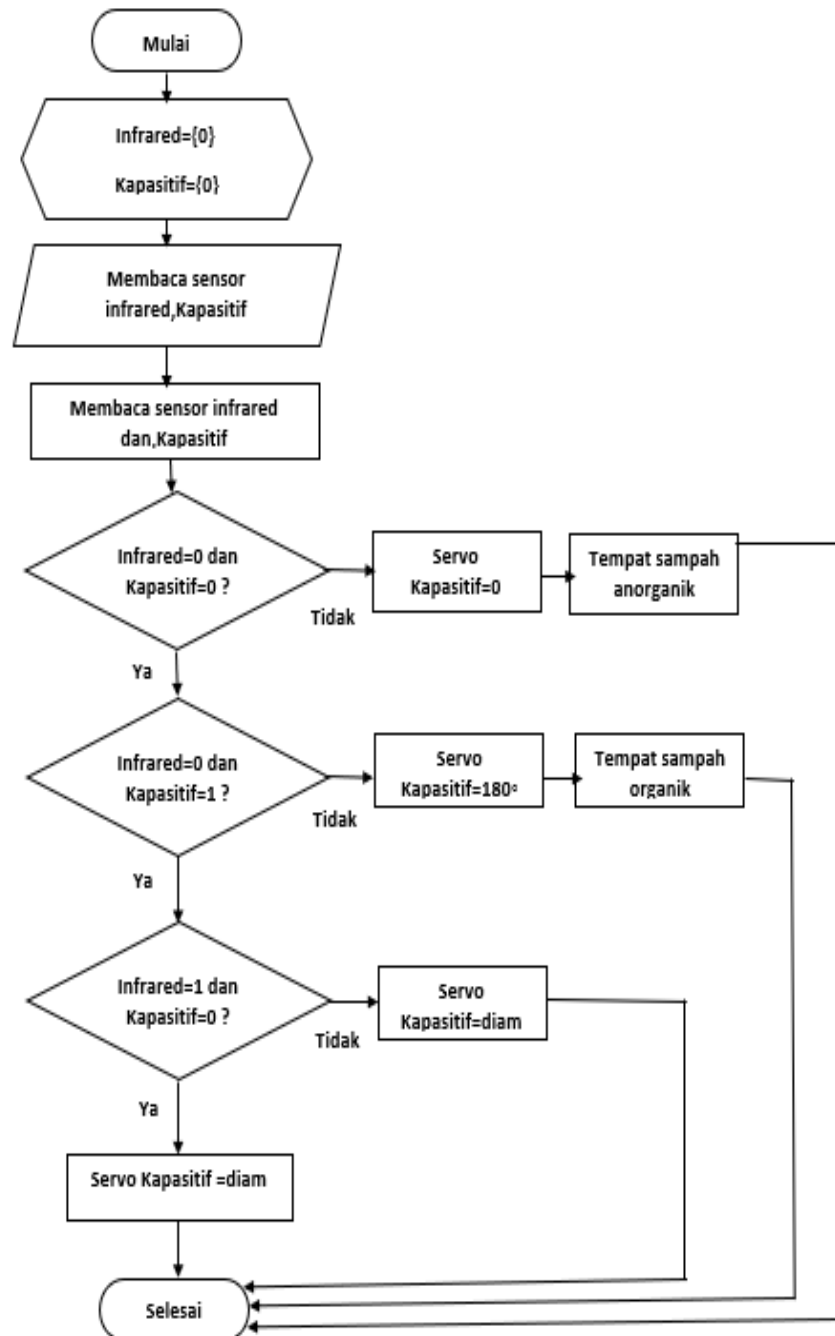 Mulai
Infrared={0}
Kapasitif={0}
Membaca sensor
infrared,Kapasitif
Membaca sensor infrared
dan,Kapasitif
Infrared=0 dan
Kapasitif=0 ?
Tidak
Servo
Kapasitif=0
Tempat sampah
anorganik
Ya
Infrared=0 dan
Kapasitif=1 ?
Tidak
Servo
Kapasitif=180°
Tempat sampah
organik
Ya
Infrared=1 dan
Kapasitif=0 ?
Tidak
Servo
Kapasitif=diam
Ya
Servo Kapasitif =diam
Selesai